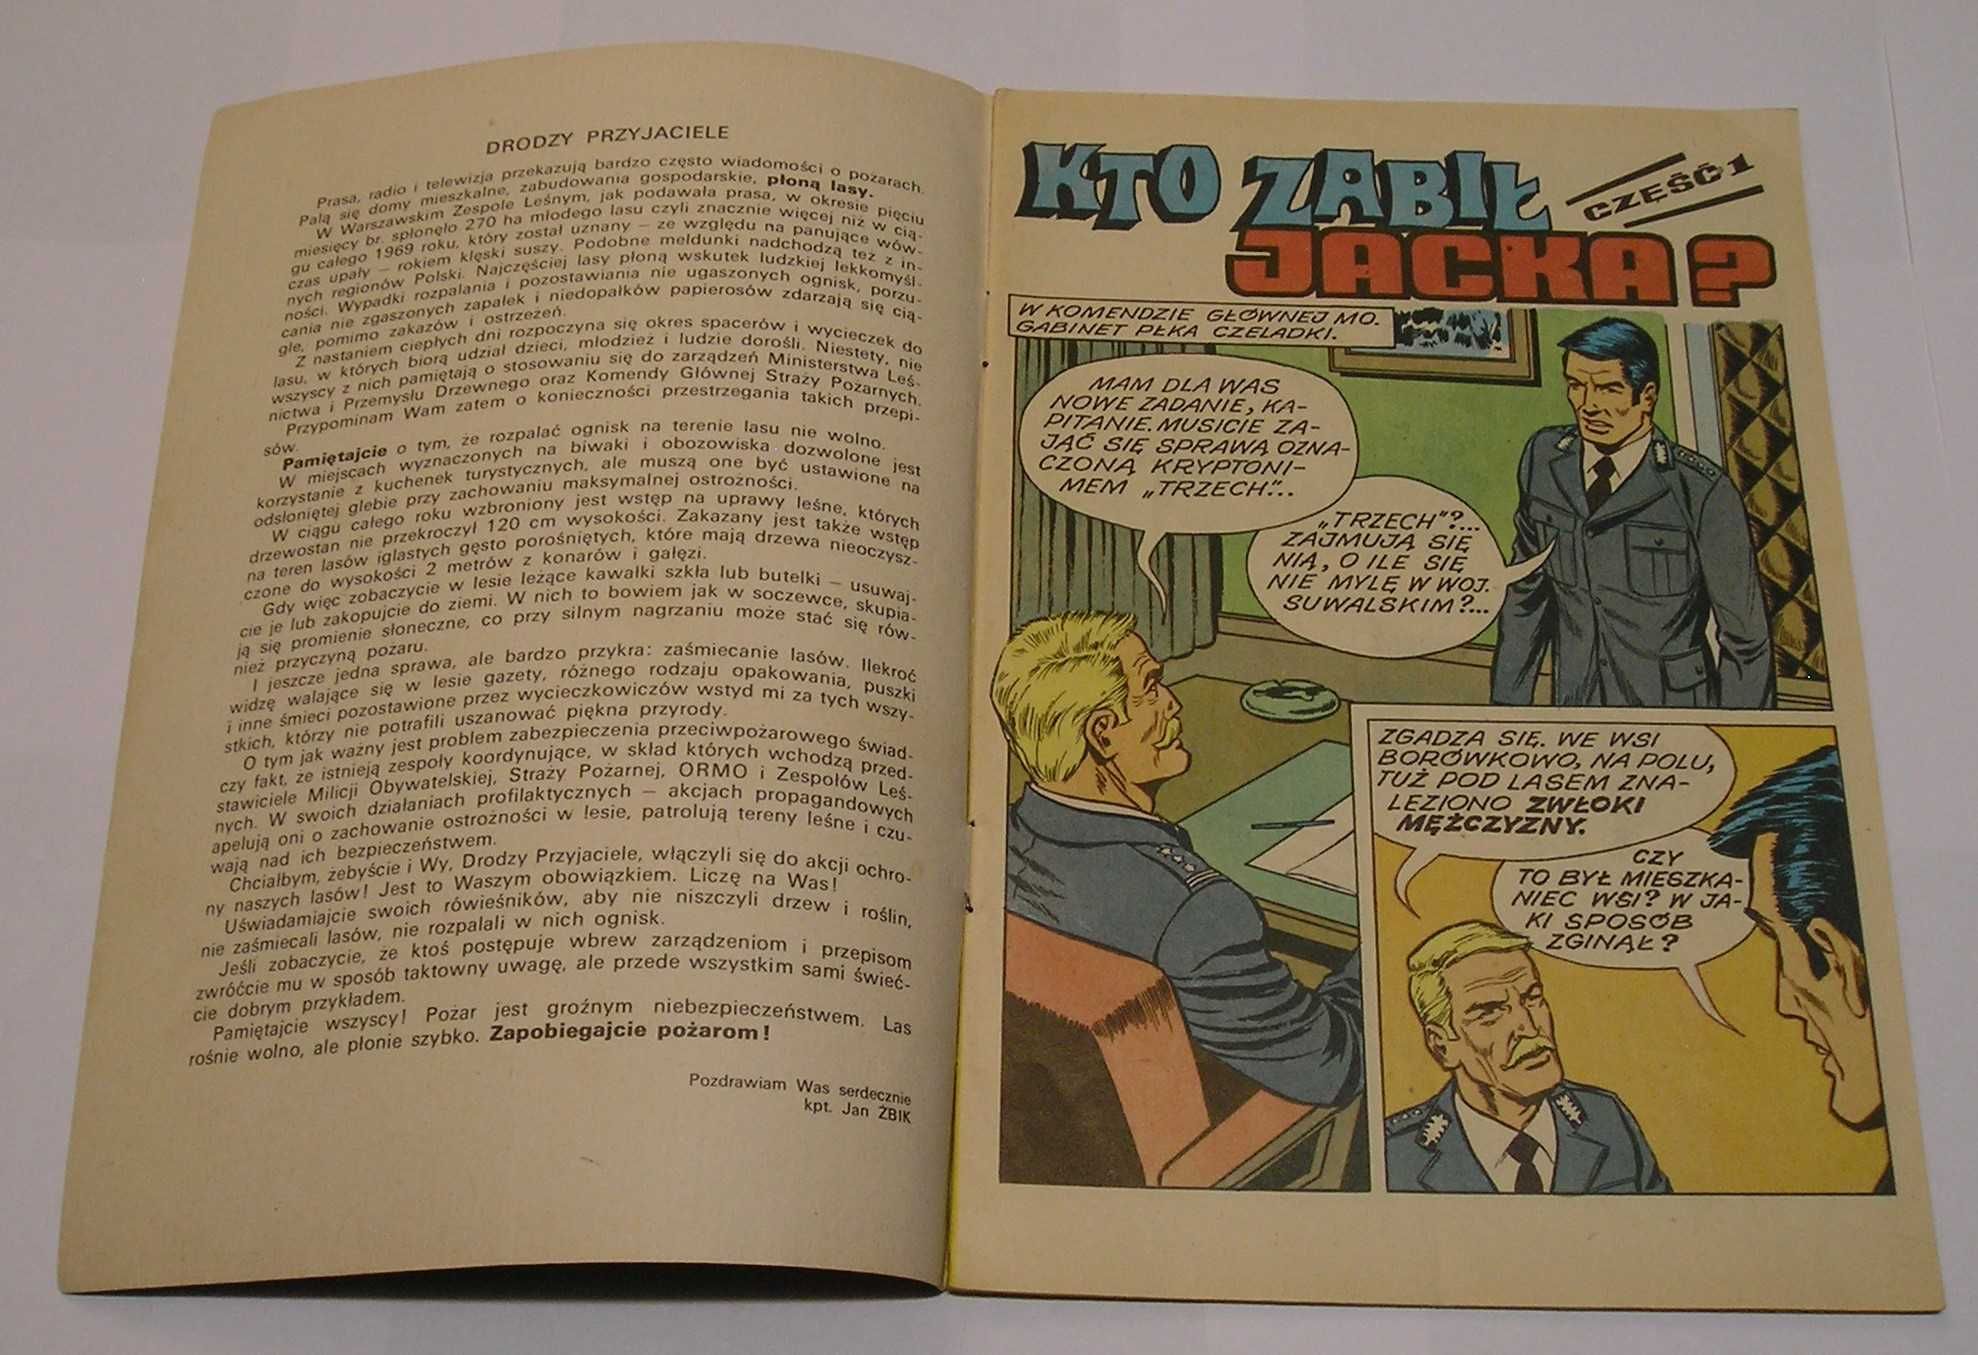 DRODZY PRZYJACIELE
Prasa, radio i telewizja przekazują bardzo często wiadomości o pożarach.
Palą się domy mieszkalne, zabudowania gospodarskie, płoną lasy.
W Warszawskim Zespole Leśnym, jak podawała prasa, w okresie pięciu
miesięcy br. spłonęło 270 ha młodego lasu czyli znacznie więcej niż w cią-
gu całego 1969 roku, który został uznany – ze względu na panujące wów-
czas upały – rokiem klęski suszy. Podobne meldunki nadchodzą też z in-
nych regionów Polski. Najczęściej lasy płoną wskutek ludzkiej lekkomyśl-
ności. Wypadki rozpalania i pozostawiania nie ugaszonych ognisk, porzu-
cania nie zgaszonych zapałek i niedopałków papierosów zdarzają się cią-
gle, pomimo zakazów i ostrzeżeń.
Z nastaniem ciepłych dni rozpoczyna się okres spacerów i wycieczek do
lasu, w których biorą udział dzieci, młodzież i ludzie dorośli. Niestety, nie
wszyscy z nich pamiętają o stosowaniu się do zarządzeń Ministerstwa Leś-
nictwa i Przemysłu Drzewnego oraz Komendy Głównej Straży Pożarnych.
Przypominam Wam zatem o konieczności przestrzegania takich przepi-
sów.
Pamiętajcie o tym, że rozpalać ognisk na terenie lasu nie wolno.
W miejscach wyznaczonych na biwaki i obozowiska dozwolone jest
korzystanie z kuchenek turystycznych, ale muszą one być ustawione na
odsłoniętej glebie przy zachowaniu maksymalnej ostrożności.
W ciągu całego roku wzbroniony jest wstęp na uprawy leśne, których
drzewostan nie przekroczył 120 cm wysokości. Zakazany jest także wstęp
na teren lasów iglastych gęsto porośniętych, które mają drzewa nieoczysz-
czone do wysokości 2 metrów z konarów i gałęzi.
Gdy więc zobaczycie w lesie leżące kawałki szkła lub butelki – usuwaj-
cie je lub zakopujcie do ziemi. W nich to bowiem jak w soczewce, skupia-
ją się promienie słoneczne, co przy silnym nagrzaniu może stać się rów-
nież przyczyną pożaru.
I jeszcze jedna sprawa, ale bardzo przykra: zaśmiecanie lasów. Ilekroć
widzę walające się w lesie gazety, różnego rodzaju opakowania, puszki
i inne śmieci pozostawione przez wycieczkowiczów wstyd mi za tych wszy-
stkich, którzy nie potrafili uszanować piękna przyrody.
O tym jak ważny jest problem zabezpieczenia przeciwpożarowego świad-
czy fakt, że istnieją zespoły koordynujące, w skład których wchodzą przed-
stawiciele Milicji Obywatelskiej, Straży Pożarnej, ORMO i Zespołów Leś-
nych. W swoich działaniach profilaktycznych – akcjach propagandowych
apelują oni o zachowanie ostrożności w lesie, patrolują tereny leśne i czu-
wają nad ich bezpieczeństwem.
Chciałbym, żebyście i Wy, Drodzy Przyjaciele, włączyli się do akcji ochro-
ny naszych lasów! Jest to Waszym obowiązkiem. Liczę na Was!
Uświadamiajcie swoich rówieśników, aby nie niszczyli drzew i roślin,
nie zaśmiecali lasów, nie rozpalali w nich ognisk.
Jeśli zobaczycie, że ktoś postępuje wbrew zarządzeniom i przepisom
zwróćcie mu w sposób taktowny uwagę, ale przede wszystkim sami świeć-
cie dobrym przykładem.
Pamiętajcie wszyscy! Pożar jest groźnym niebezpieczeństwem. Las
rośnie wolno, ale płonie szybko. Zapobiegajcie pożarom!
Pozdrawiam Was serdecznie
kpt. Jan ŻBIK
KTO ZABIŁ
JACKA?
CZĘŚĆ 1
W KOMENDZIE GŁÓWNEJ MO.
GABINET PŁKA CZELADKI.
MAM DLA WAS
NOWE ZADANIE, KA-
PITANIE. MUSICIE ZA-
JĄĆ SIĘ SPRAWĄ OZNA-
CZONĄ KRYPTONI-
MEM „TRZECH"...
„TRZECH"?...
ZAJMUJĄ SIĘ
NIĄ, O ILE SIĘ
NIE MYLĘ W WOJ.
SUWALSKIM?...
ZGADZA SIĘ. WE WSI
BORÓWKOWO, NA POLU,
TUŻ POD LASEM ZNA-
LEZIONO ZWŁOKI
MĘŻCZYZNY.
CZY
TO BYŁ MIESZKA-
NIEC WSI? W JA-
KI SPOSÓB
ZGINĄŁ?